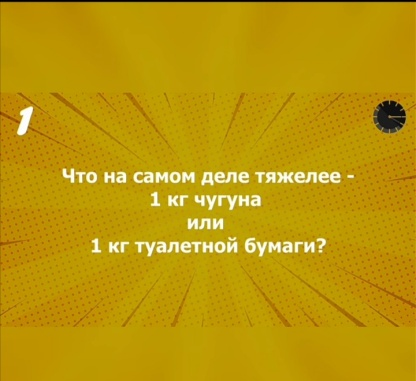 1
Что на самом деле тяжелее -
1 кг чугуна
или
1 кг туалетной бумаги?